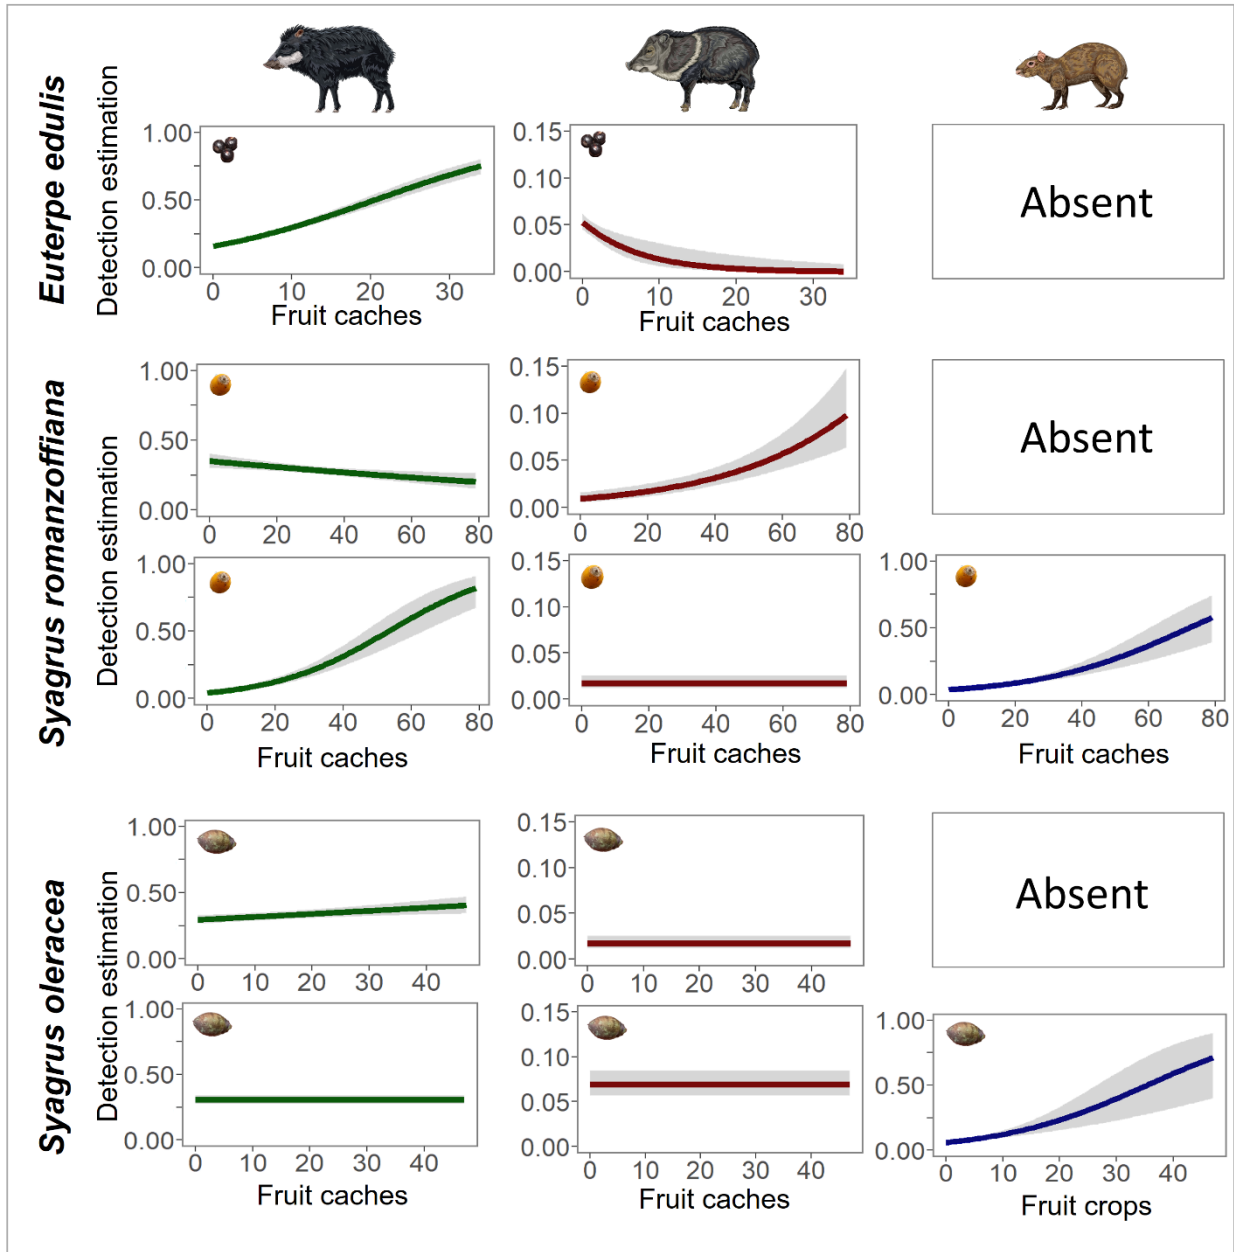 Euterpe edulis
Detection estimation
1.00
0.50
0.00
0 10 20 30
Fruit caches
0.15
0.10
0.05
0.00
0 10 20 30
Fruit caches
Absent
Syagrus romanzoffiana
Detection estimation
1.00
0.50
0.00
0 20 40 60 80
0.15
0.10
0.05
0.00
0 20 40 60 80
Absent
1.00
0.50
0.00
0 20 40 60 80
Fruit caches
0.15
0.10
0.05
0.00
0 20 40 60 80
Fruit caches
1.00
0.50
0.00
0 20 40 60 80
Fruit caches
Syagrus oleracea
Detection estimation
1.00
0.50
0.00
0 10 20 30 40
0.15
0.10
0.05
0.00
0 10 20 30 40
Absent
1.00
0.50
0.00
0 10 20 30 40
Fruit caches
0.15
0.10
0.05
0.00
0 10 20 30 40
Fruit caches
1.00
0.50
0.00
0 10 20 30 40
Fruit crops